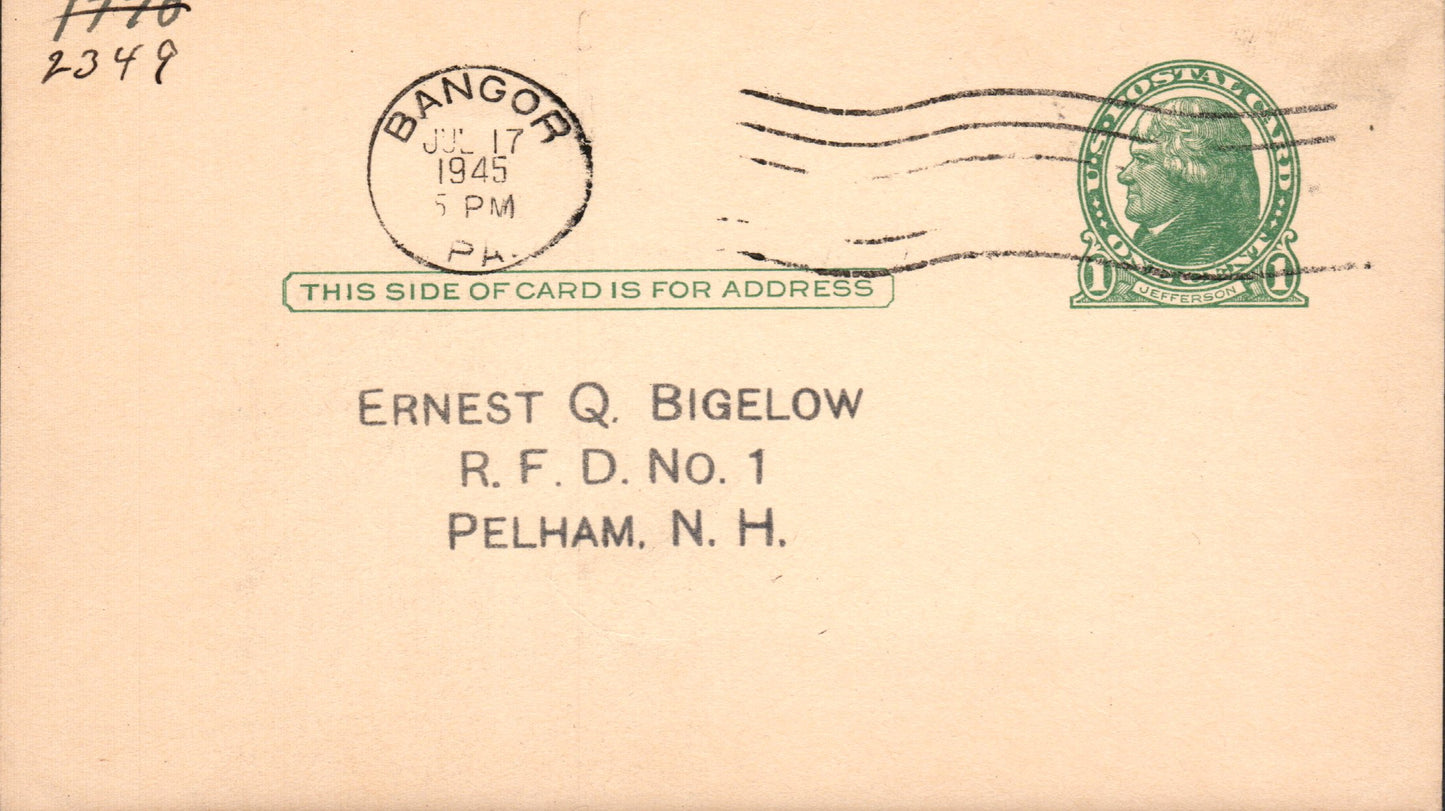 2349
BANGOR
JUL 17
1945
5 PM
PA.
U.S. POSTAL CARD
ONE CENT
1 JEFFERSON 1
THIS SIDE OF CARD IS FOR ADDRESS
ERNEST Q. BIGELOW
R. F. D. No. 1
PELHAM, N. H.